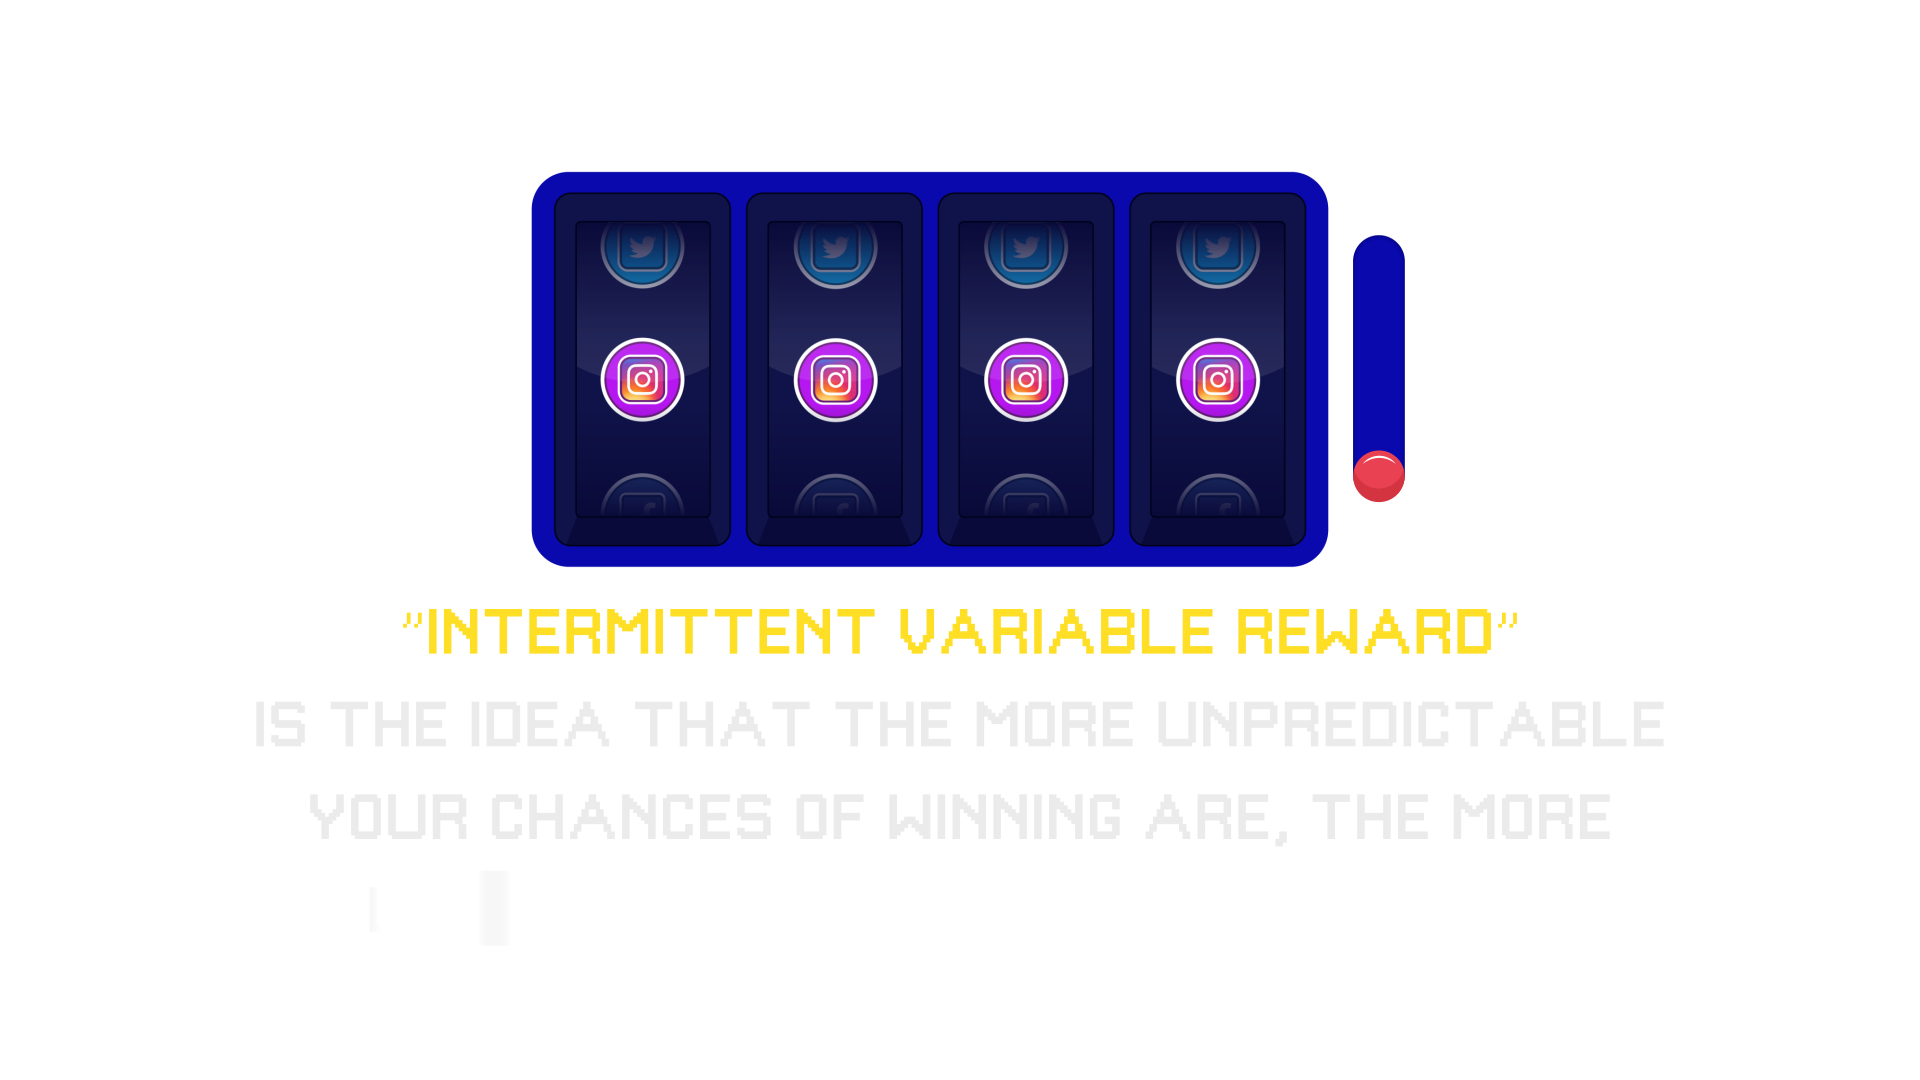 "INTERMITTENT VARIABLE REWARD"
IS THE IDEA THAT THE MORE UNPREDICTABLE
YOUR CHANCES OF WINNING ARE, THE MORE